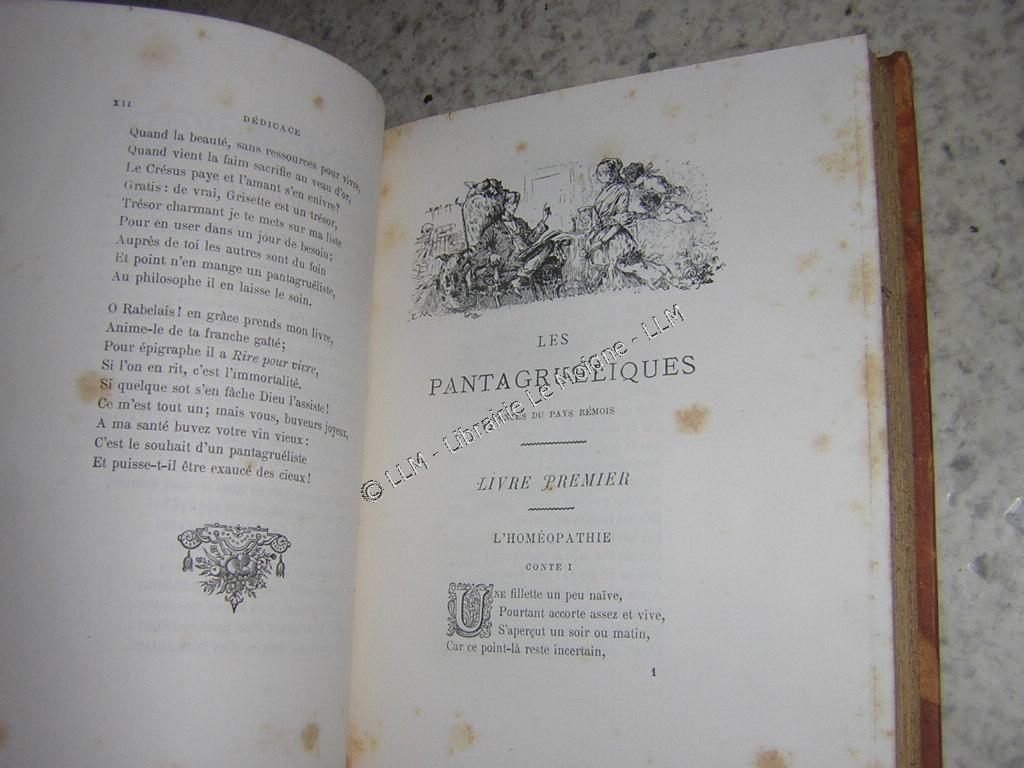 XII
DÉDICACE
Quand la beauté, sans ressources pour vivre,
Quand vient la faim sacrifie au veau d'or,
Le Crésus paye et l'amant s'en enivre?
Gratis: de vrai, Grisette est un trésor,
Trésor charmant je te mets sur ma liste
Pour en user dans un jour de besoin;
Auprès de toi les autres sont du foin
Et point n'en mange un pantagruéliste,
Au philosophe il en laisse le soin.
O Rabelais! en grâce prends mon livre,
Anime-le de ta franche gaîté;
Pour épigraphe il a Rire pour vivre,
Si l'on en rit, c'est l'immortalité.
Si quelque sot s'en fâche Dieu l'assiste!
Ce m'est tout un; mais vous, buveurs joyeux,
A ma santé buvez votre vin vieux:
C'est le souhait d'un pantagruéliste
Et puisse-t-il être exaucé des cieux!
LES
PANTAGRUÉLIQUES
DU PAYS RÉMOIS
LIVRE PREMIER
L'HOMÉOPATHIE
CONTE I
UNE fillette un peu naïve,
Pourtant accorte assez et vive,
S'aperçut un soir ou matin,
Car ce point-là reste incertain,
1
© LLM - Librairie Le Moigne - LLM